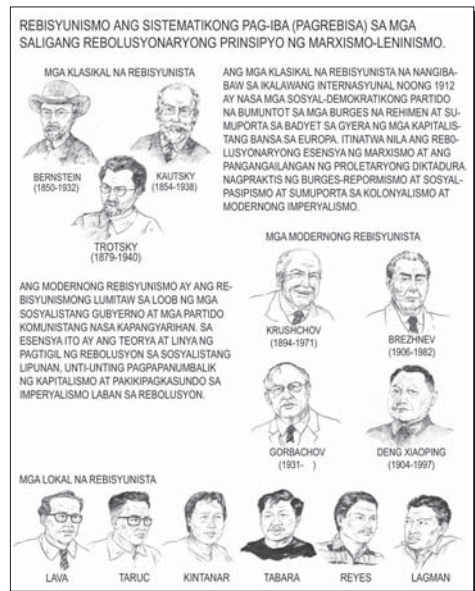 REBISYUNISMO ANG SISTEMATIKONG PAG-IBA (PAGREBISA) SA MGA
SALIGANG REBOLUSYONARYONG PRINSIPYO NG MARXISMO-LENINISMO.
MGA KLASIKAL NA REBISYUNISTA
BERNSTEIN
(1850-1932)
KAUTSKY
(1854-1938)
TROTSKY
(1879-1940)
ANG MGA KLASIKAL NA REBISYUNISTA NA NANGIBA-
BAW SA IKALAWANG INTERNASYUNAL NOONG 1912
AY NASA MGA SOSYAL-DEMOKRATIKONG PARTIDO
NA BUMUNTOT SA MGA BURGES NA REHIMEN AT SU-
MUPORTA SA BADYET SA GYERA NG MGA KAPITALIS-
TANG BANSA SA EUROPA. ITINATWA NILA ANG REBO-
LUSYONARYONG ESENSYA NG MARXISMO AT ANG
PANGANGAILANGAN NG PROLETARYONG DIKTADURA.
NAGPRAKTIS NG BURGES-REPORMISMO AT SOSYAL-
PASIPISMO AT SUMUPORTA SA KOLONYALISMO AT
MODERNONG IMPERYALISMO.
MGA MODERNONG REBISYUNISTA
KRUSHCHOV
(1894-1971)
BREZHNEV
(1906-1982)
GORBACHOV
(1931-   )
DENG XIAOPING
(1904-1997)
ANG MODERNONG REBISYUNISMO AY ANG RE-
BISYUNISMONG LUMITAW SA LOOB NG MGA
SOSYALISTANG GUBYERNO AT MGA PARTIDO
KOMUNISTANG NASA KAPANGYARIHAN. SA
ESENSYA ITO AY ANG TEORYA AT LINYA NG
PAGTIGIL NG REBOLUSYON SA SOSYALISTANG
LIPUNAN, UNTI-UNTING PAGPAPANUMBALIK
NG KAPITALISMO AT PAKIKIPAGKASUNDO SA
IMPERYALISMO LABAN SA REBOLUSYON.
MGA LOKAL NA REBISYUNISTA
LAVA
TARUC
KINTANAR
TABARA
REYES
LAGMAN